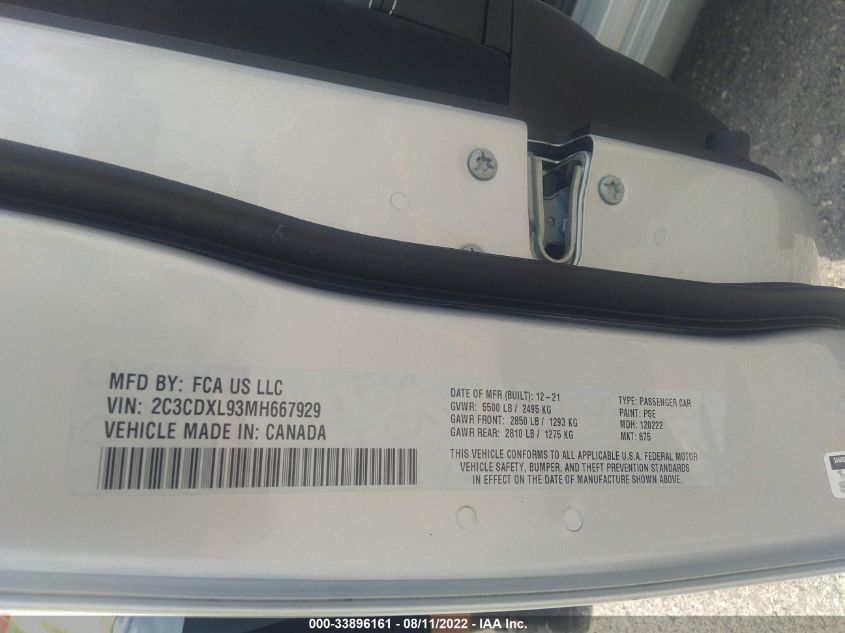 MFD BY: FCA US LLC
VIN: 2C3CDXL93MH667929
VEHICLE MADE IN: CANADA
DATE OF MFR (BUILT): 12-21
GVWR: 5500 LB / 2495 KG
GAWR FRONT: 2850 LB / 1293 KG
GAWR REAR: 2810 LB / 1275 KG
TYPE: PASSENGER CAR
PAINT: PSE
MDH: 120222
MKT: 875
THIS VEHICLE CONFORMS TO ALL APPLICABLE U.S.A. FEDERAL MOTOR
VEHICLE SAFETY, BUMPER, AND THEFT PREVENTION STANDARDS
IN EFFECT ON THE DATE OF MANUFACTURE SHOWN ABOVE.
000-33896161 - 08/11/2022 - IAA Inc.